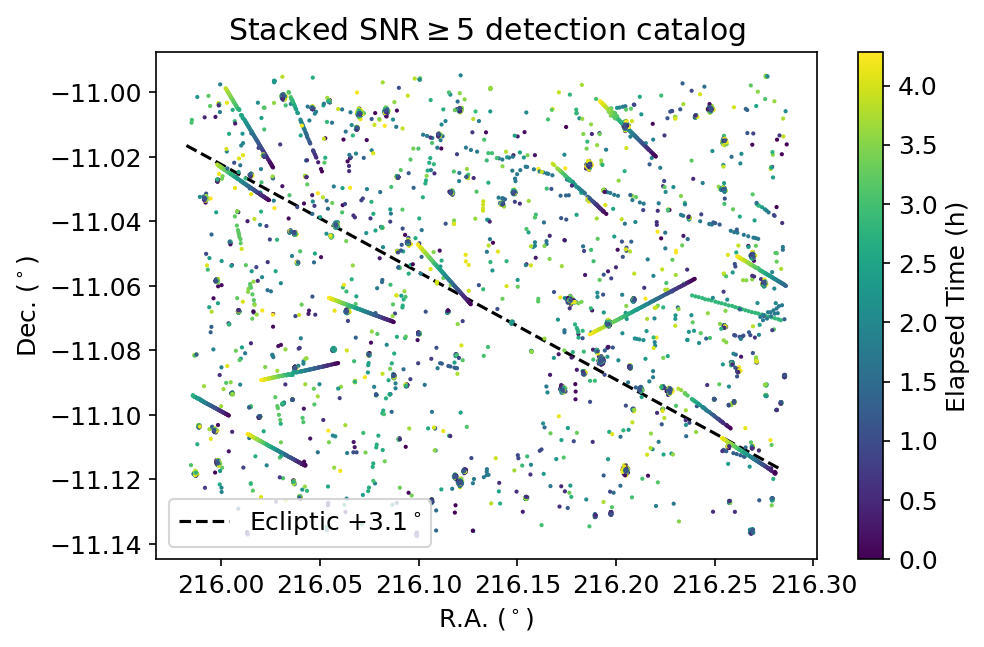 Stacked SNR ≥ 5 detection catalog
−11.00
−11.02
−11.04
−11.06
−11.08
−11.10
−11.12
−11.14
Dec. (°)
216.00 216.05 216.10 216.15 216.20 216.25 216.30
R.A. (°)
Ecliptic +3.1°
4.0
3.5
3.0
2.5
2.0
1.5
1.0
0.5
0.0
Elapsed Time (h)